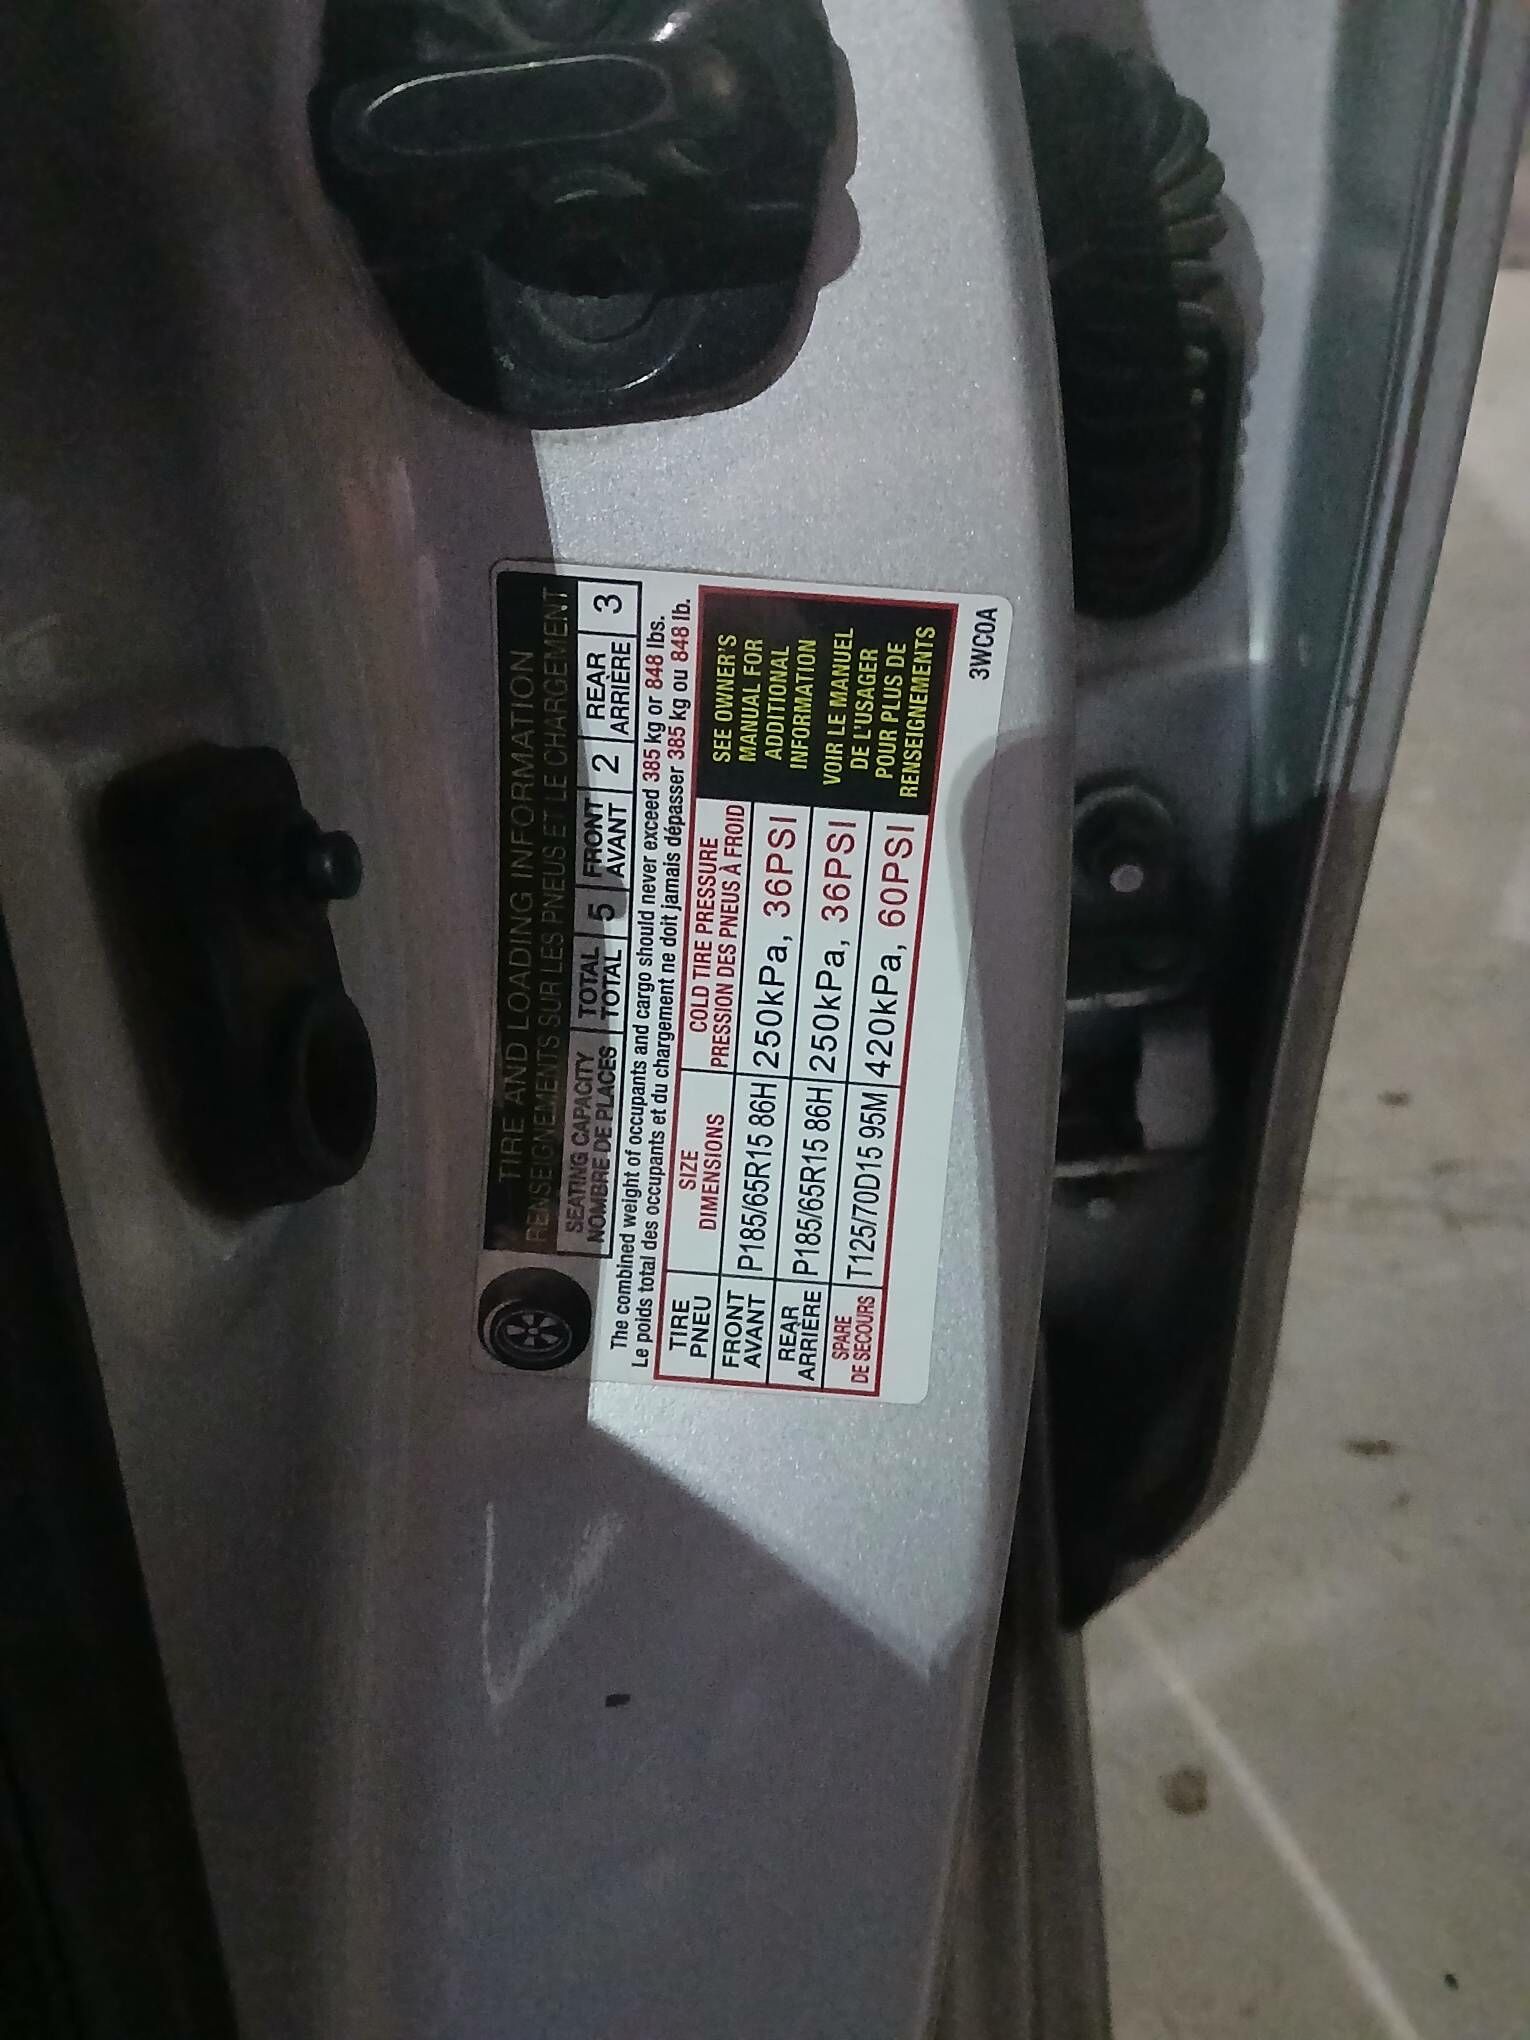 TIRE AND LOADING INFORMATION
RENSEIGNEMENTS SUR LES PNEUS ET LE CHARGEMENT
SEATING CAPACITY TOTAL 5 FRONT 2 REAR 3
NOMBRE DE PLACES TOTAL AVANT ARRIÈRE
The combined weight of occupants and cargo should never exceed 385 kg or 848 lbs.
Le poids total des occupants et du chargement ne doit jamais dépasser 385 kg ou 848 lb.
TIRE SIZE COLD TIRE PRESSURE
PNEU DIMENSIONS PRESSION DES PNEUS À FROID
FRONT
AVANT P185/65R15 86H 250kPa, 36PSI
REAR
ARRIÈRE P185/65R15 86H 250kPa, 36PSI
SPARE
DE SECOURS T125/70D15 95M 420kPa, 60PSI
SEE OWNER'S
MANUAL FOR
ADDITIONAL
INFORMATION
VOIR LE MANUEL
DE L'USAGER
POUR PLUS DE
RENSEIGNEMENTS
3WC0A